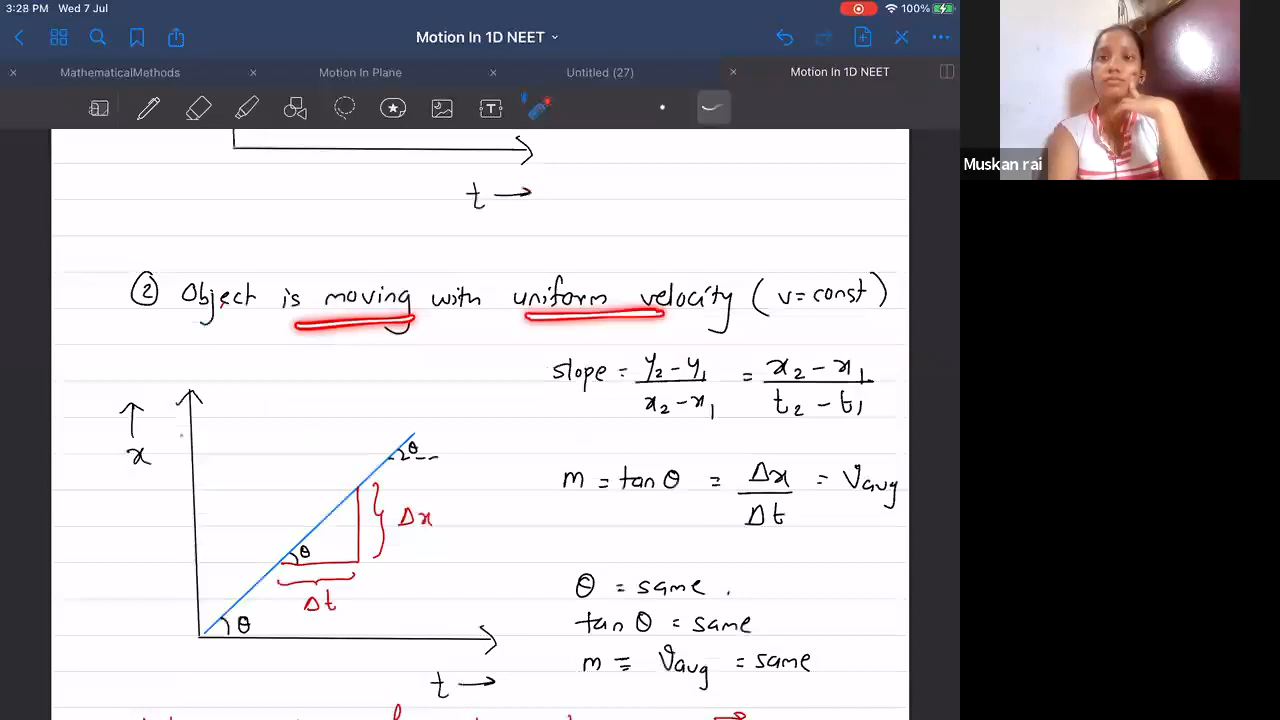 3:28 PM Wed 7 Jul
100%
Motion In 1D NEET
MathematicalMethods
Motion In Plane
Untitled (27)
Motion In 1D NEET
Muskan rai
t →
② Object is moving with uniform velocity ( v = const )
slope = y₂ - y₁ / x₂ - x₁ = x₂ - x₁ / t₂ - t₁
↑
x
θ
m = tan θ = Δx / Δt = Vavg
Δx
θ
Δt
θ = same .
θ
tan θ = same
m = Vavg = same
t →